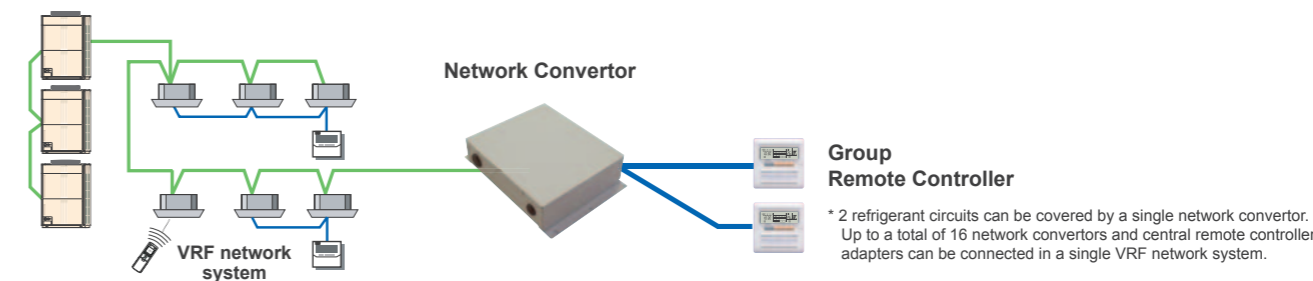 Network Convertor
VRF network
system
Group
Remote Controller
* 2 refrigerant circuits can be covered by a single network convertor.
Up to a total of 16 network convertors and central remote controller
adapters can be connected in a single VRF network system.